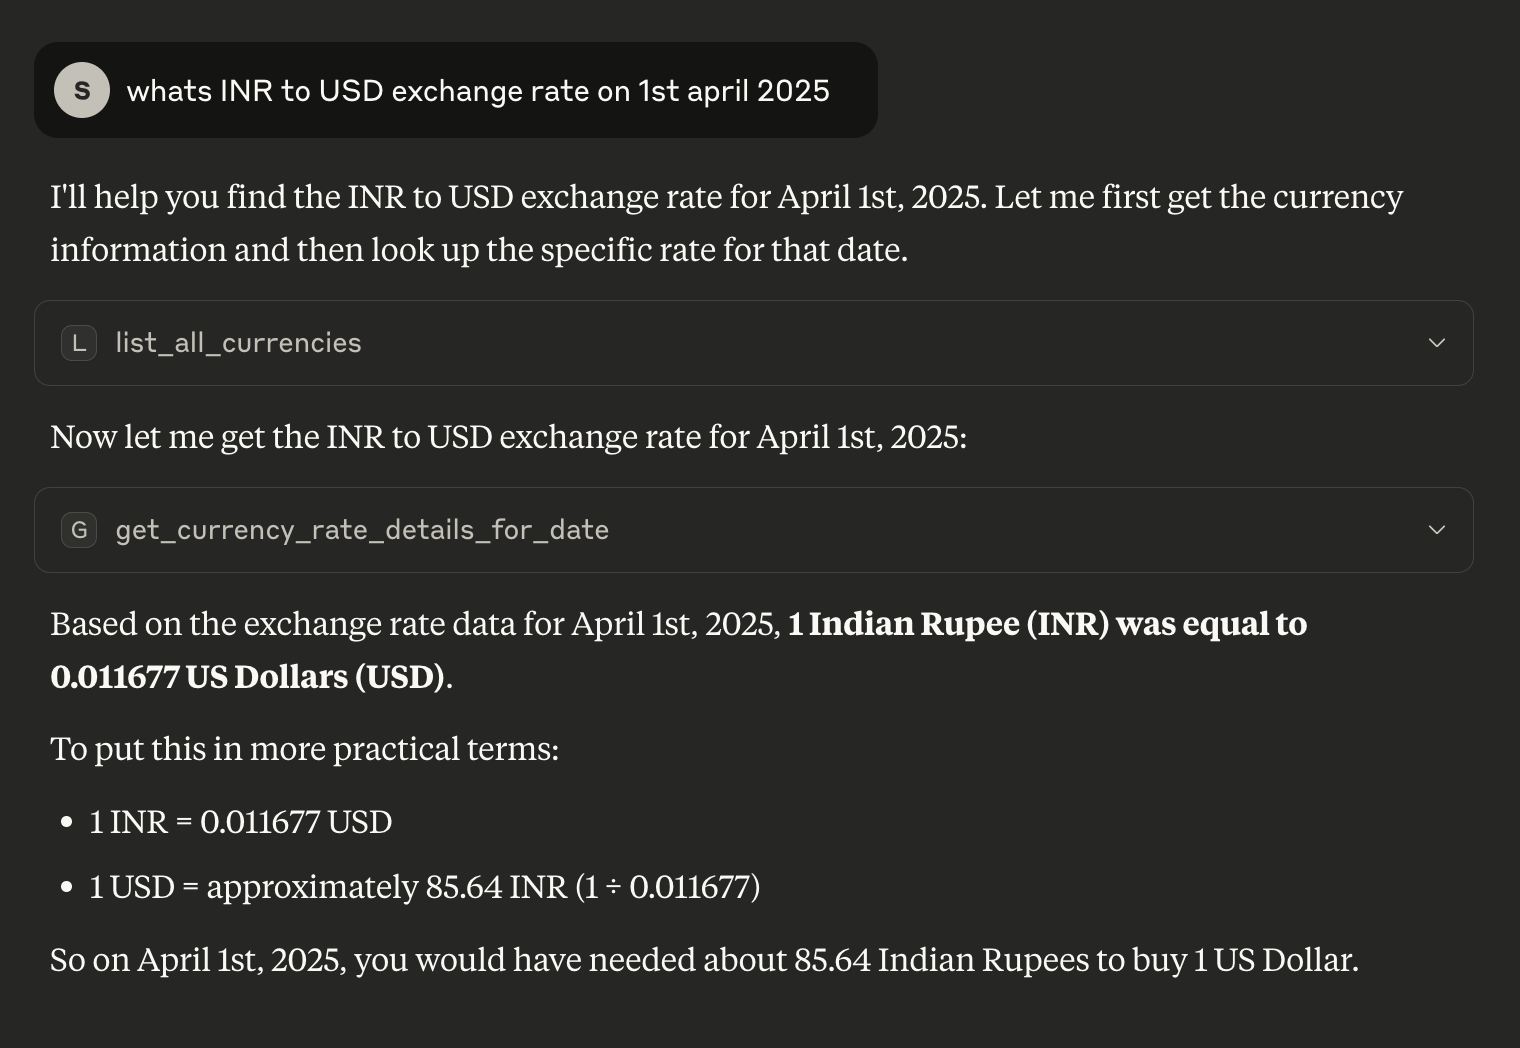 S whats INR to USD exchange rate on 1st april 2025
I'll help you find the INR to USD exchange rate for April 1st, 2025. Let me first get the currency
information and then look up the specific rate for that date.
L list_all_currencies
Now let me get the INR to USD exchange rate for April 1st, 2025:
G get_currency_rate_details_for_date
Based on the exchange rate data for April 1st, 2025, 1 Indian Rupee (INR) was equal to
0.011677 US Dollars (USD).
To put this in more practical terms:
• 1 INR = 0.011677 USD
• 1 USD = approximately 85.64 INR (1 ÷ 0.011677)
So on April 1st, 2025, you would have needed about 85.64 Indian Rupees to buy 1 US Dollar.